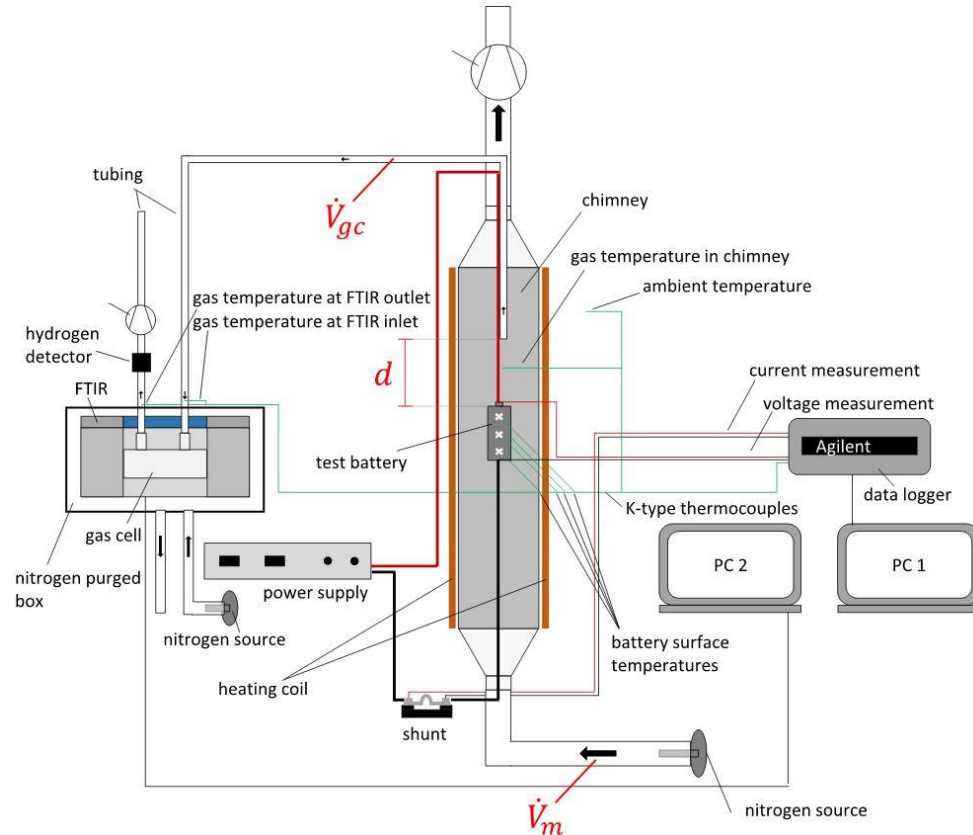 tubing
V̇gc
chimney
gas temperature in chimney
ambient temperature
gas temperature at FTIR outlet
gas temperature at FTIR inlet
hydrogen
detector
d
FTIR
current measurement
voltage measurement
test battery
Agilent
data logger
K-type thermocouples
gas cell
nitrogen purged
box
power supply
nitrogen source
PC 2
PC 1
heating coil
battery surface
temperatures
shunt
V̇m
nitrogen source